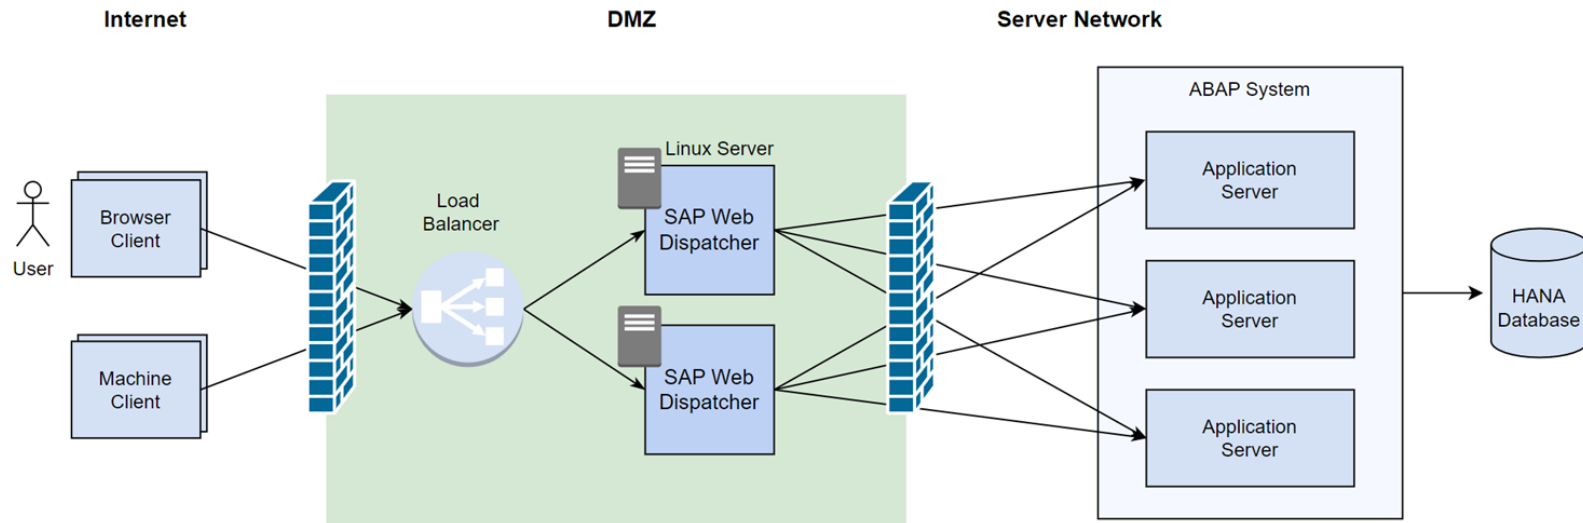 Internet
DMZ
Server Network
User
Browser
Client
Machine
Client
Load
Balancer
Linux Server
SAP Web
Dispatcher
SAP Web
Dispatcher
ABAP System
Application
Server
Application
Server
Application
Server
HANA
Database